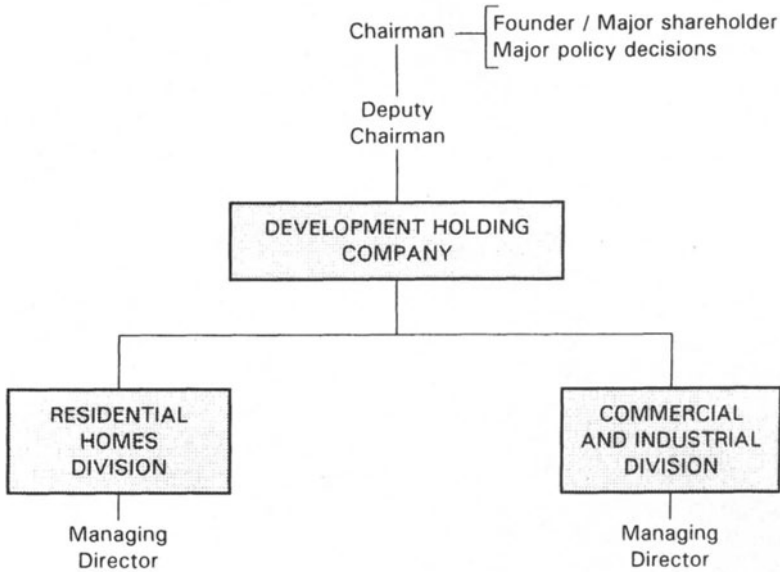 Chairman
Founder / Major shareholder
Major policy decisions
Deputy
Chairman
DEVELOPMENT HOLDING
COMPANY
RESIDENTIAL
HOMES
DIVISION
COMMERCIAL
AND INDUSTRIAL
DIVISION
Managing
Director
Managing
Director